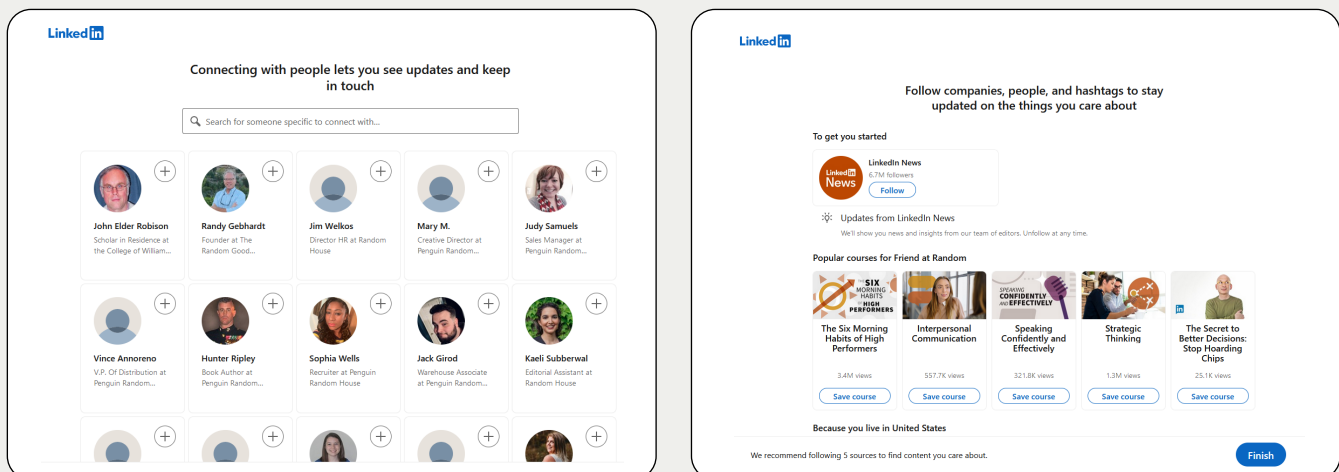 Linked in
Connecting with people lets you see updates and keep
in touch
Search for someone specific to connect with...
John Elder Robison
Scholar in Residence at
the College of William...
Randy Gebhardt
Founder at The
Random Good...
Jim Welkos
Director HR at Random
House
Mary M.
Creative Director at
Penguin Random...
Judy Samuels
Sales Manager at
Penguin Random...
Vince Annoreno
V.P. Of Distribution at
Penguin Random...
Hunter Ripley
Book Author at
Penguin Random...
Sophia Wells
Recruiter at Penguin
Random House
Jack Girod
Warehouse Associate
at Penguin Random...
Kaeli Subberwal
Editorial Assistant at
Random House
Linked in
Follow companies, people, and hashtags to stay
updated on the things you care about
To get you started
Linked in
News
LinkedIn News
6.7M followers
Follow
Updates from LinkedIn News
We'll show you news and insights from our team of editors. Unfollow at any time.
Popular courses for Friend at Random
THE SIX
MORNING
HABITS
OF HIGH
PERFORMERS
The Six Morning
Habits of High
Performers
3.4M views
Save course
Interpersonal
Communication
557.7K views
Save course
SPEAKING
CONFIDENTLY
AND EFFECTIVELY
Speaking
Confidently and
Effectively
321.8K views
Save course
Strategic
Thinking
1.3M views
Save course
in
The Secret to
Better Decisions:
Stop Hoarding
Chips
25.1K views
Save course
Because you live in United States
We recommend following 5 sources to find content you care about.
Finish